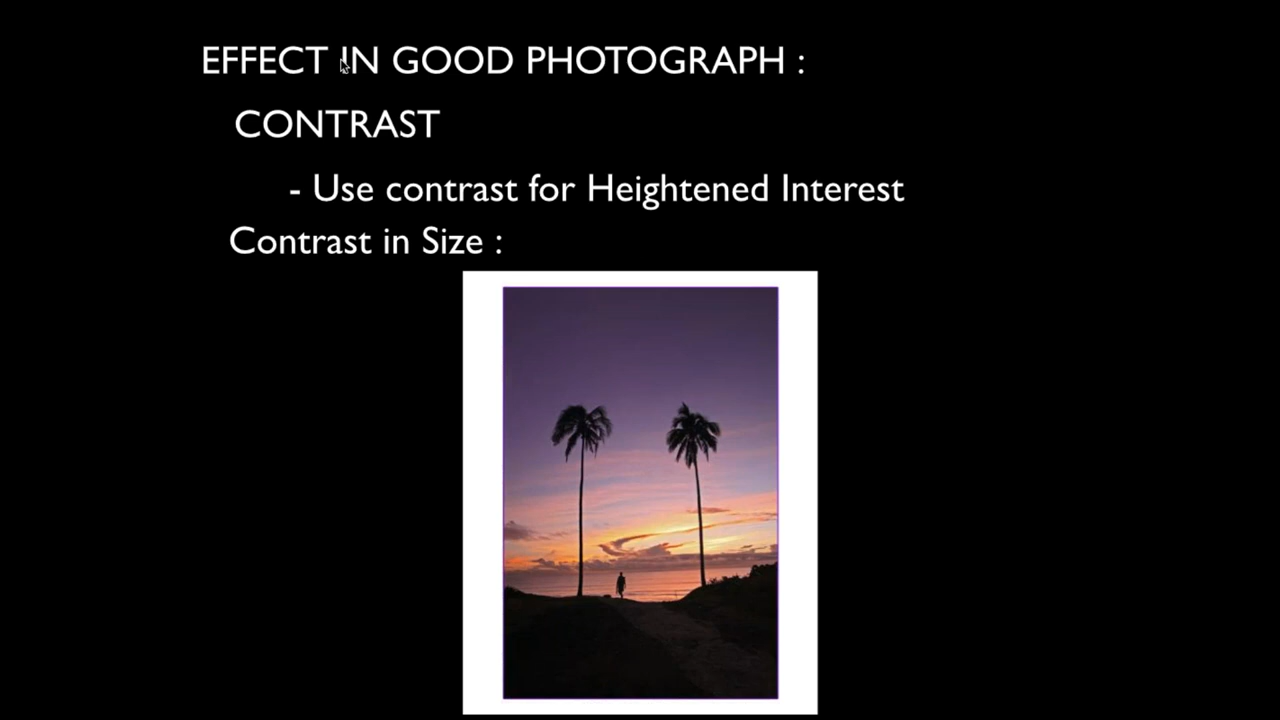 EFFECT IN GOOD PHOTOGRAPH :
CONTRAST
- Use contrast for Heightened Interest
Contrast in Size :